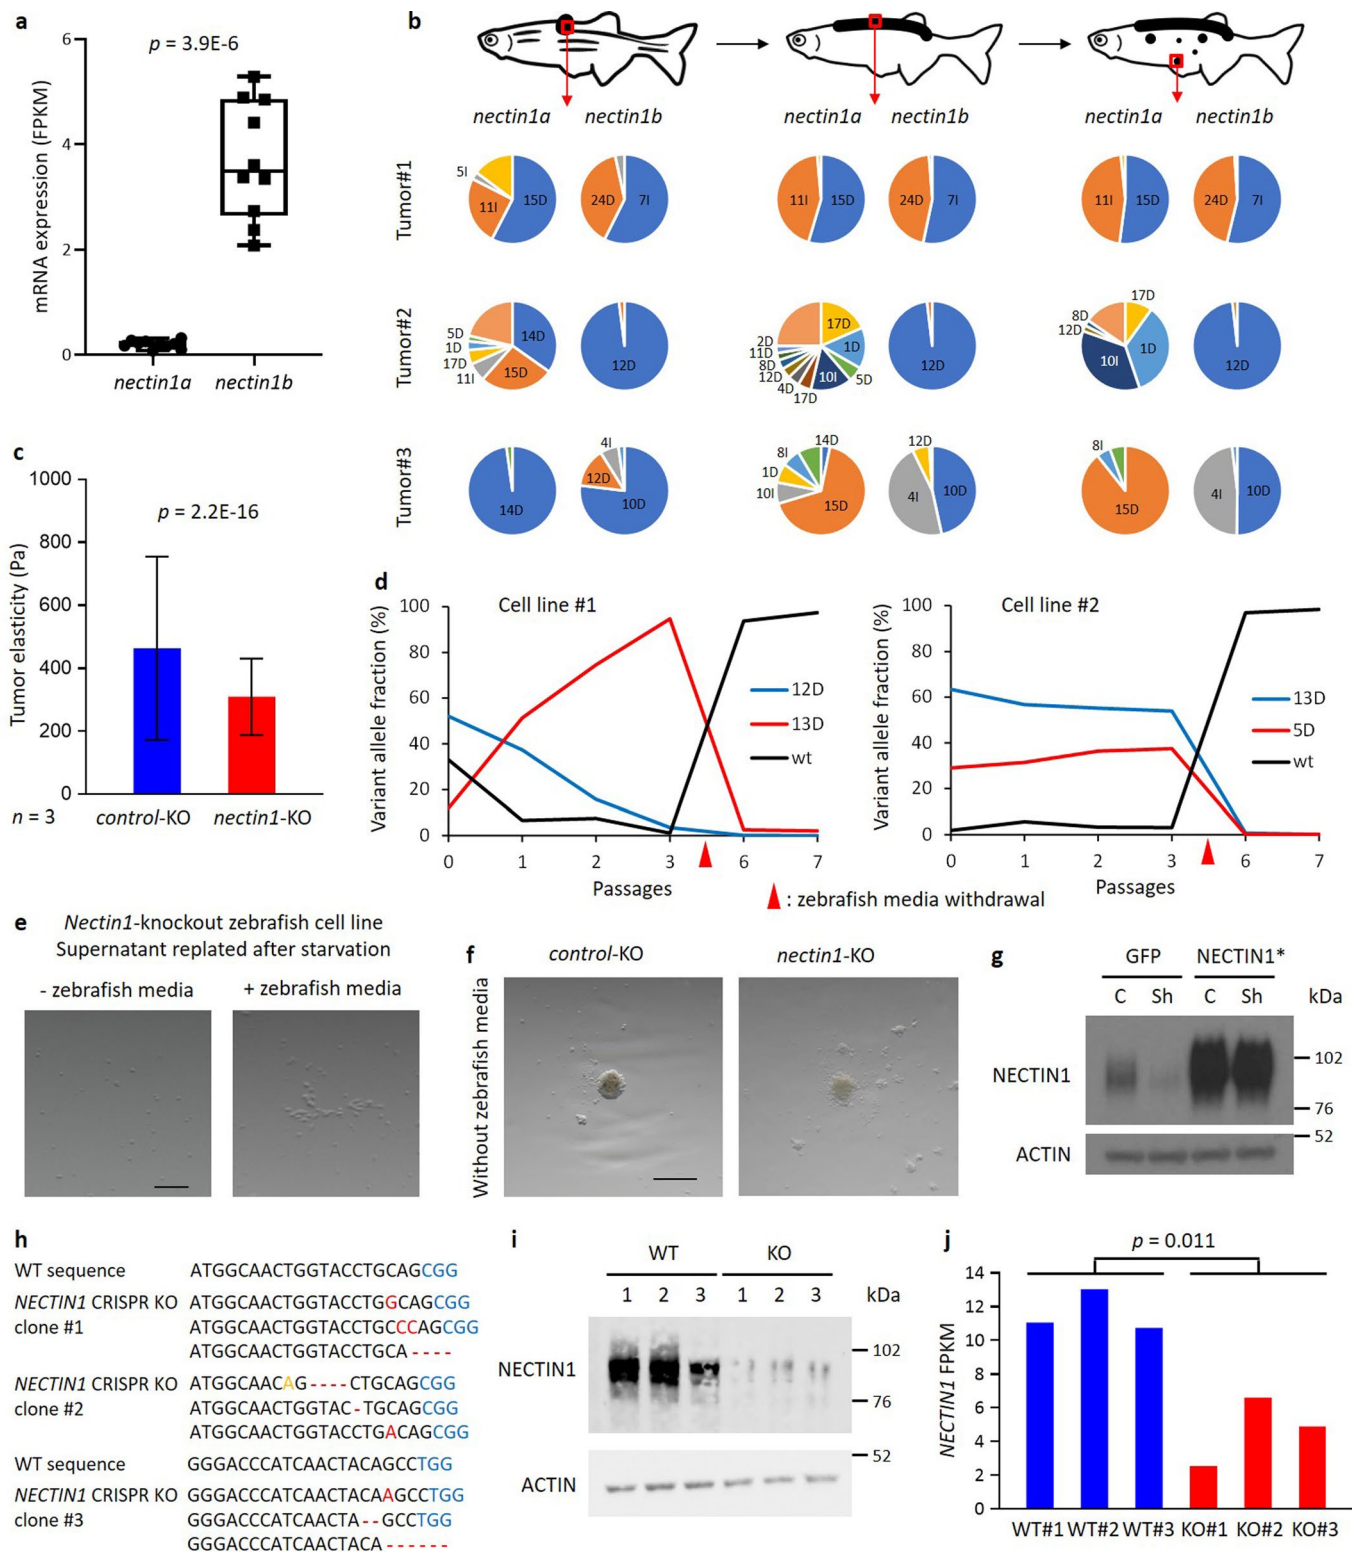 a
p = 3.9E-6
mRNA expression (FPKM)
6
4
2
0
nectin1a nectin1b
b
nectin1a nectin1b nectin1a nectin1b nectin1a nectin1b
Tumor#1
5I 11I 15D 24D 7I 11I 15D 24D 7I 11I 15D 24D 7I
Tumor#2
5D 1D 17D 11I 15D 14D 12D
2D 11D 8D 12D 4D 17D 10I 5D 1D 17D 12D
8D 12D 10I 1D 17D 12D
Tumor#3
14D 4I 12D 10D
8I 1D 10I 14D 15D 12D 4I 10D
8I 15D 4I 10D
c
p = 2.2E-16
Tumor elasticity (Pa)
1000
800
600
400
200
0
n = 3 control-KO nectin1-KO
d
Cell line #1
Variant allele fraction (%)
100
80
60
40
20
0
12D
13D
wt
0 1 2 3 6 7
Passages
Cell line #2
Variant allele fraction (%)
100
80
60
40
20
0
13D
5D
wt
0 1 2 3 6 7
Passages
: zebrafish media withdrawal
e
Nectin1-knockout zebrafish cell line
Supernatant replated after starvation
- zebrafish media + zebrafish media
f
control-KO nectin1-KO
Without zebrafish media
g
GFP NECTIN1*
C Sh C Sh kDa
NECTIN1
102
76
52
ACTIN
h
WT sequence ATGGCAACTGGTACCTGCAGCGG
NECTIN1 CRISPR KO ATGGCAACTGGTACCTGGCAGCGG
clone #1 ATGGCAACTGGTACCTGCCCAGCGG
ATGGCAACTGGTACCTGCA ----
NECTIN1 CRISPR KO ATGGCAACAG----CTGCAGCGG
clone #2 ATGGCAACTGGTAC-TGCAGCGG
ATGGCAACTGGTACCTGACAGCGG
WT sequence GGGACCCATCAACTACAGCCTGG
NECTIN1 CRISPR KO GGGACCCATCAACTACAAGCCTGG
clone #3 GGGACCCATCAACTA--GCCTGG
GGGACCCATCAACTACA ------
i
WT KO
1 2 3 1 2 3 kDa
NECTIN1
102
76
52
ACTIN
j
p = 0.011
NECTIN1 FPKM
14
12
10
8
6
4
2
0
WT#1 WT#2 WT#3 KO#1 KO#2 KO#3